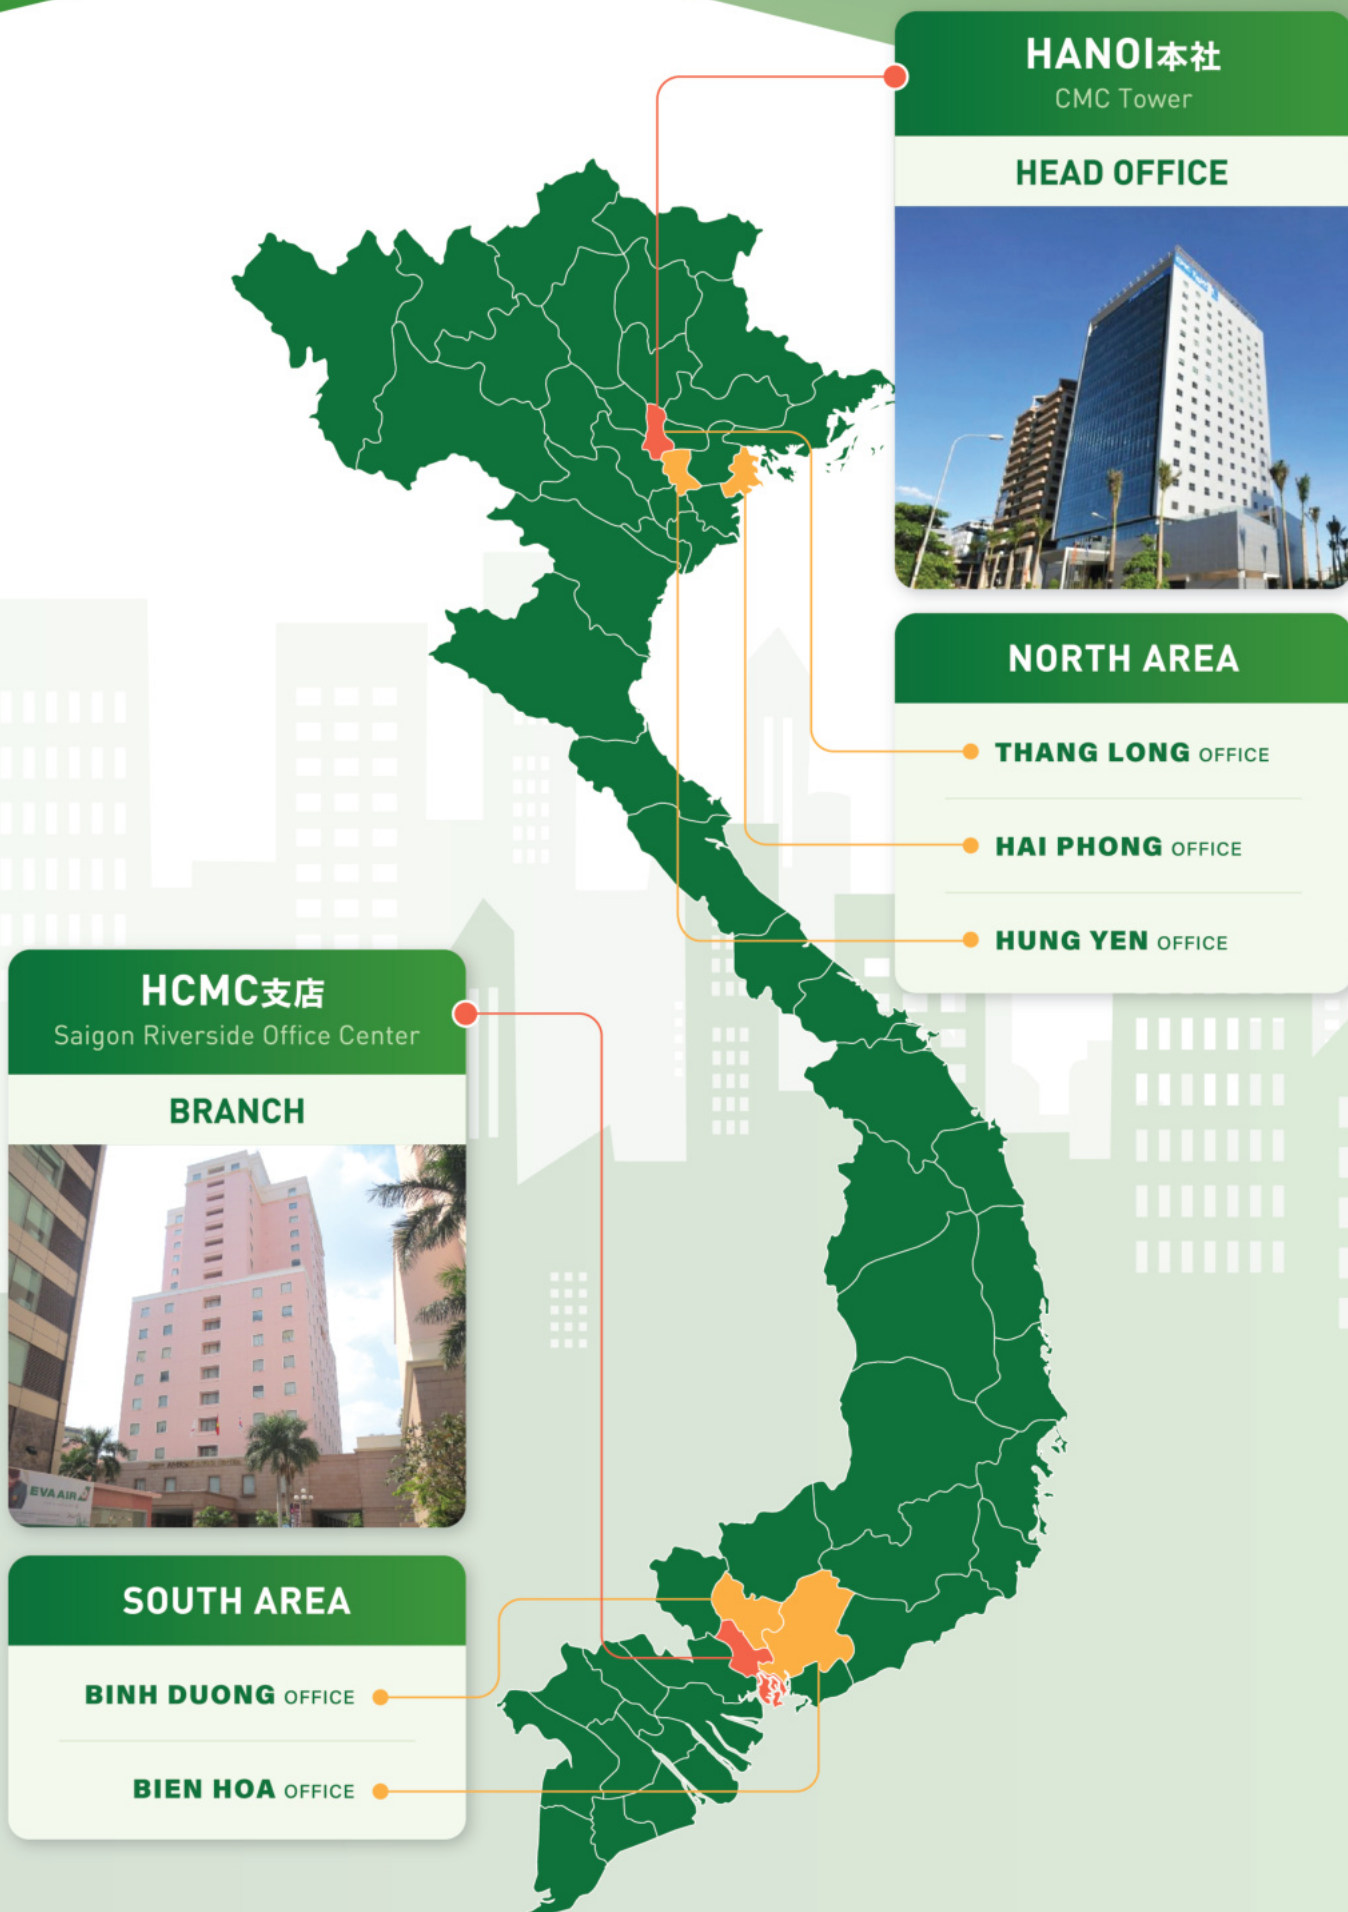 HANOI本社
CMC Tower
HEAD OFFICE
NORTH AREA
THANG LONG OFFICE
HAI PHONG OFFICE
HUNG YEN OFFICE
HCMC支店
Saigon Riverside Office Center
BRANCH
EVA AIR
SOUTH AREA
BINH DUONG OFFICE
BIEN HOA OFFICE